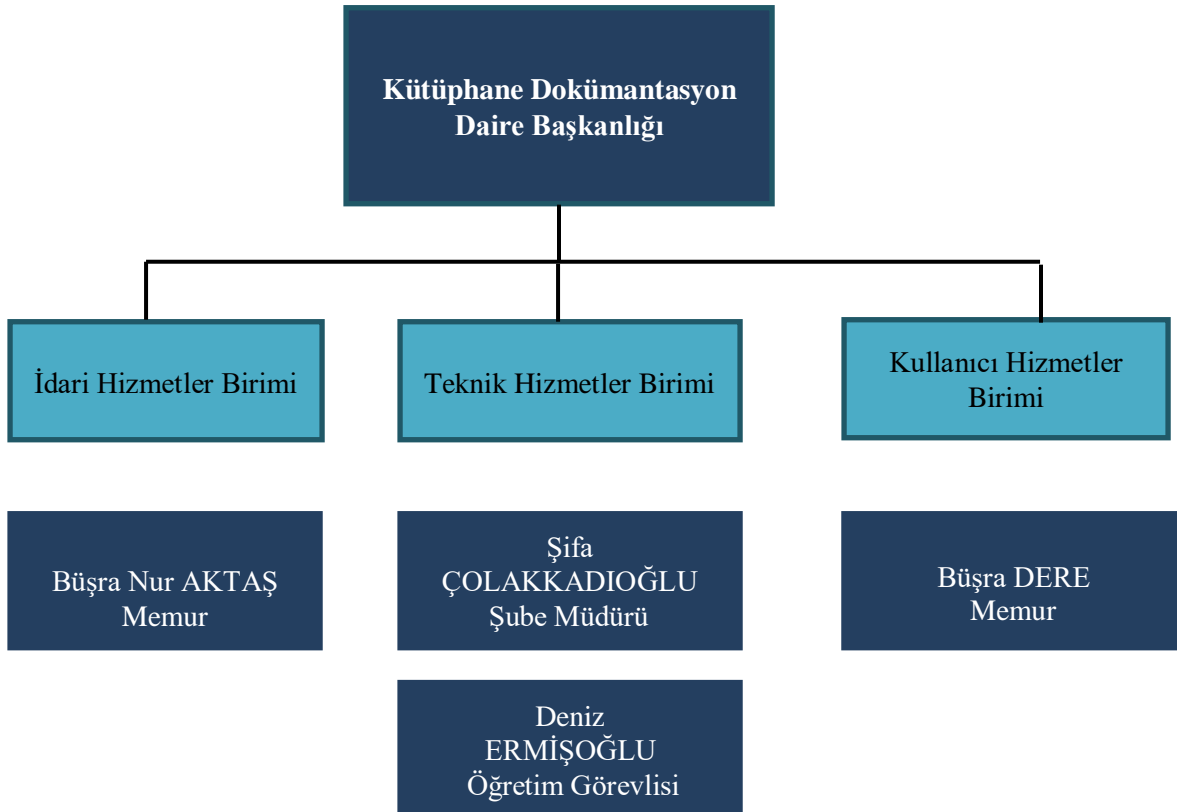 Kütüphane Dokümantasyon
Daire Başkanlığı
İdari Hizmetler Birimi
Teknik Hizmetler Birimi
Kullanıcı Hizmetler
Birimi
Büşra Nur AKTAŞ
Memur
Şifa
ÇOLAKKADIOĞLU
Şube Müdürü
Büşra DERE
Memur
Deniz
ERMİŞOĞLU
Öğretim Görevlisi